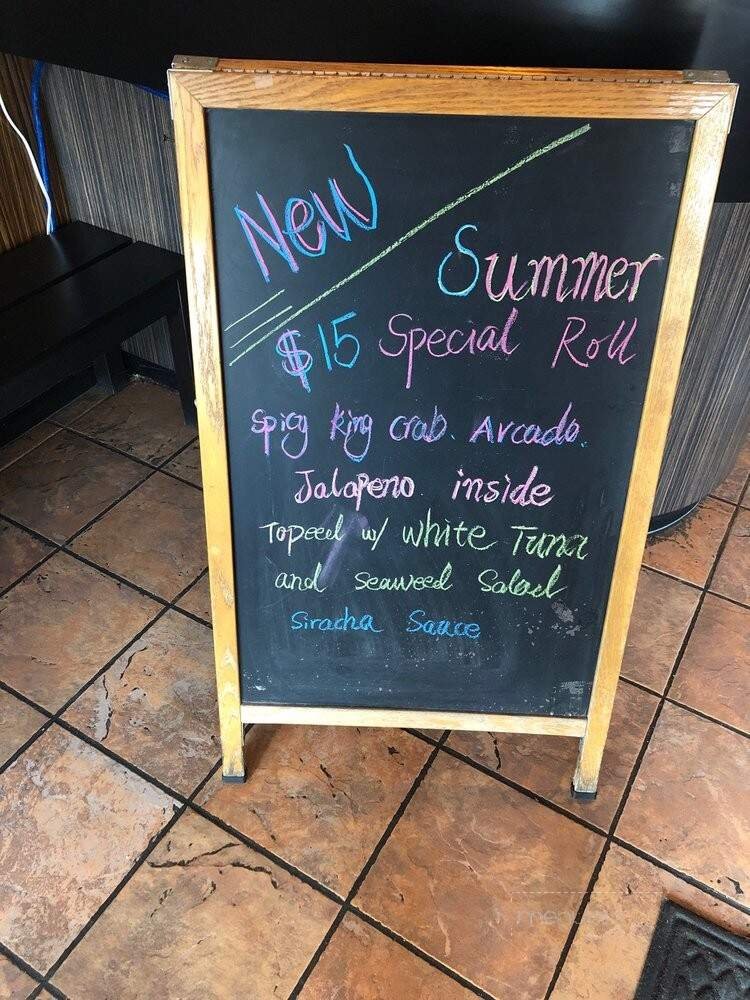 New
Summer
$15 Special Roll
Spicy king crab. Arcado.
Jalapeno inside
Topeed w/ white Tuna
and seaweed Salad
Siracha Sauce